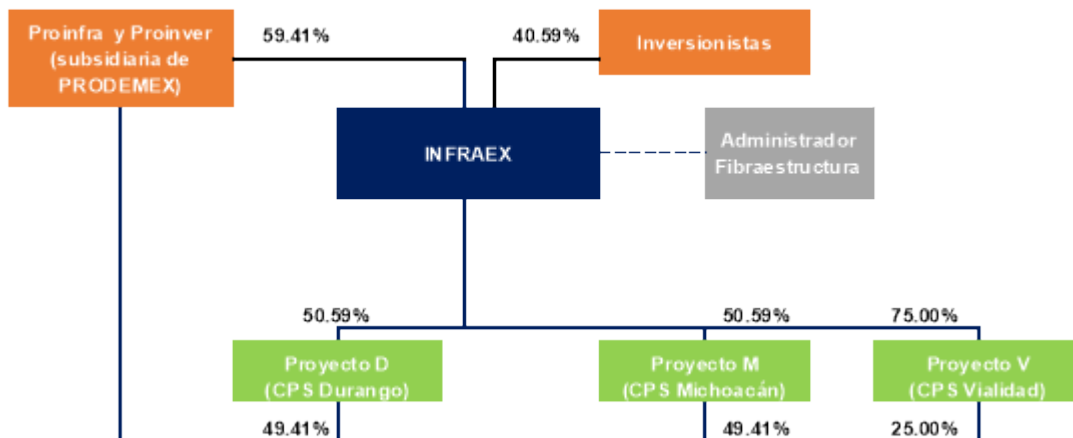 Proinfra y Proinver
(subsidiaria de
PRODEMEX)
59.41%
40.59%
Inversionistas
INFRAEX
Administrador
Fibraestructura
50.59%
50.59%
75.00%
Proyecto D
(CPS Durango)
Proyecto M
(CPS Michoacán)
Proyecto V
(CPS Vialidad)
49.41%
49.41%
25.00%